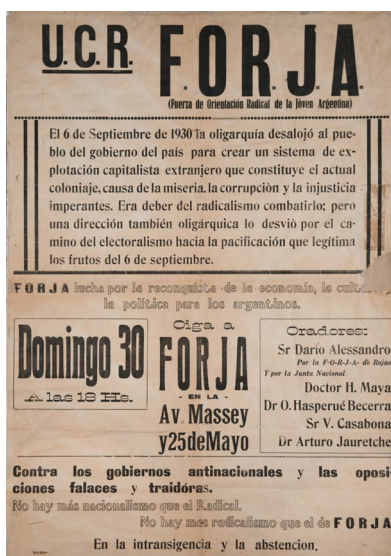 U.C.R. F.O.R.J.A.
(Fuerza de Orientación Radical de la Jóven Argentina)
El 6 de Septiembre de 1930 la oligarquía desalojó al pue-
blo del gobierno del país para crear un sistema de ex-
plotación capitalista extranjero que constituye el actual
coloniaje, causa de la miseria, la corrupciòn y la injusticia
imperantes. Era deber del radicalismo combatirlo; pero
una dirección también oligárquica lo desvió por el ca-
mino del electoralismo hacia la pacificación que legítima
los frutos del 6 de septiembre.
FORJA lucha por la reconquista de la economía, la
la política para los argentinos.
Domingo 30
A las 18 Hs.
Oiga a
FORJA
- EN LA -
Av. Massey
y 25 de Mayo
Oradores:
Sr Darío Alessandro
Por la F-O-R-J-A- de Rojas
Y por la Junta Nacional
Doctor H. Maya
Dr O. Hasperué Becerra
Sr V. Casabona
Dr Arturo Jauretche
Contra los gobiernos antinacionales y las oposi-
ciones falaces y traidóras.
No hay más nacionalismo que el Radical.
No hay mas radicalismo que el de FORJA
En la intransigencia y la abstencion.